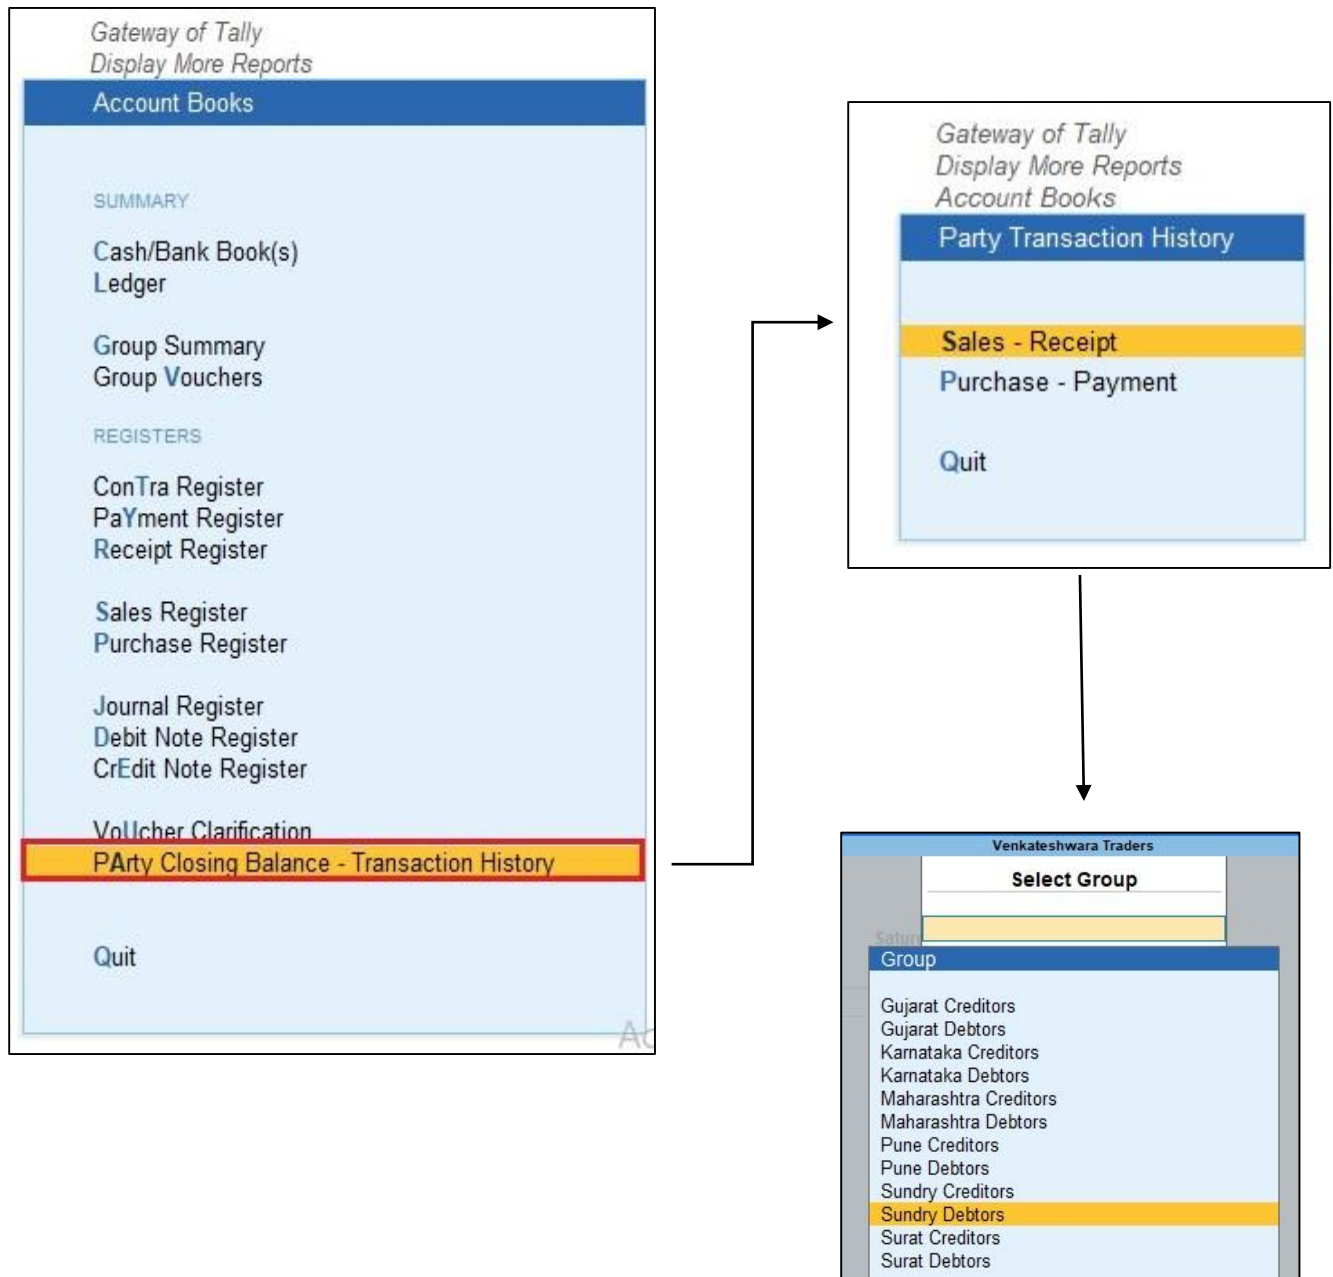 Gateway of Tally
Display More Reports
Account Books
SUMMARY
Cash/Bank Book(s)
Ledger
Group Summary
Group Vouchers
REGISTERS
ConTra Register
PaYment Register
Receipt Register
Sales Register
Purchase Register
Journal Register
Debit Note Register
CrEdit Note Register
VoUcher Clarification
PArty Closing Balance - Transaction History
Quit
Gateway of Tally
Display More Reports
Account Books
Party Transaction History
Sales - Receipt
Purchase - Payment
Quit
Venkateshwara Traders
Select Group
Group
Gujarat Creditors
Gujarat Debtors
Karnataka Creditors
Karnataka Debtors
Maharashtra Creditors
Maharashtra Debtors
Pune Creditors
Pune Debtors
Sundry Creditors
Sundry Debtors
Surat Creditors
Surat Debtors